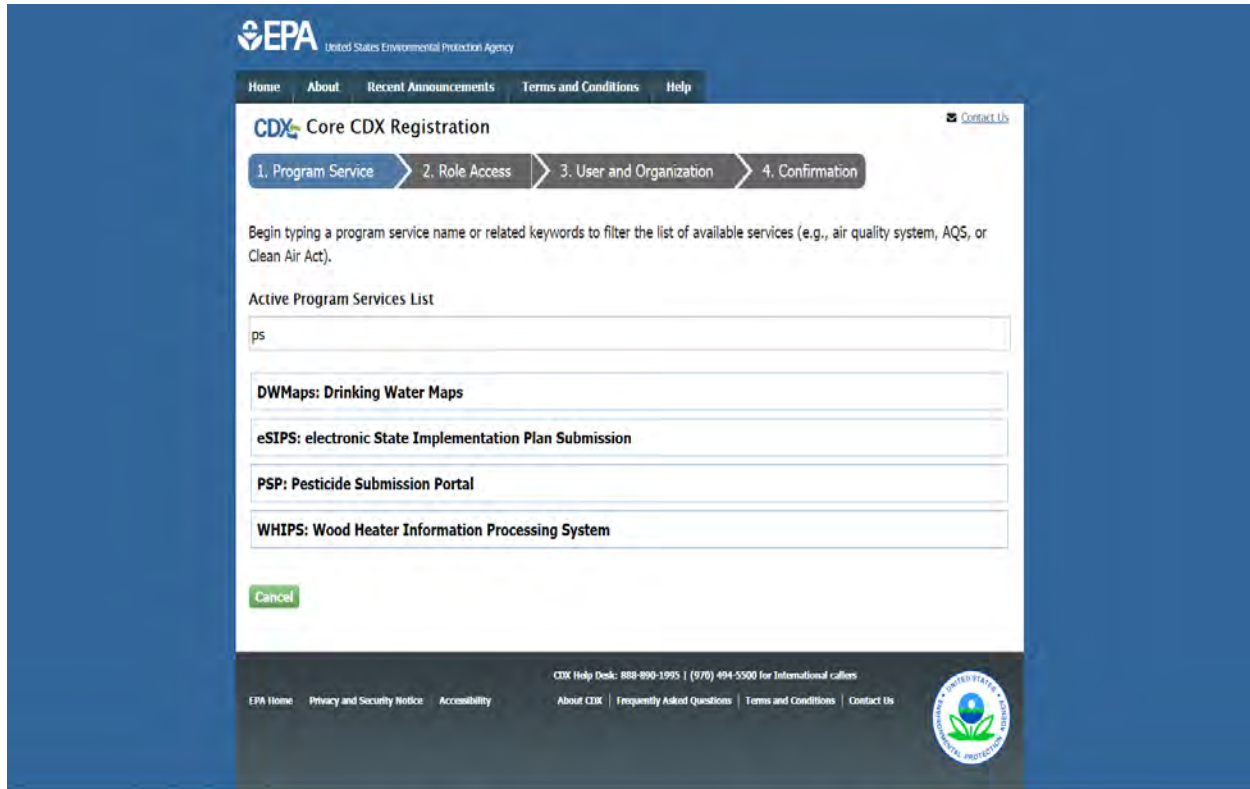 EPA United States Environmental Protection Agency
Home About Recent Announcements Terms and Conditions Help
CDX Core CDX Registration
Contact Us
1. Program Service 2. Role Access 3. User and Organization 4. Confirmation
Begin typing a program service name or related keywords to filter the list of available services (e.g., air quality system, AQS, or
Clean Air Act).
Active Program Services List
ps
DWMaps: Drinking Water Maps
eSIPS: electronic State Implementation Plan Submission
PSP: Pesticide Submission Portal
WHIPS: Wood Heater Information Processing System
Cancel
CDX Help Desk: 888-890-1995 | (970) 494-5500 for International callers
EPA Home Privacy and Security Notice Accessibility About CDX | Frequently Asked Questions | Terms and Conditions | Contact Us
UNITED STATES
ENVIRONMENTAL PROTECTION AGENCY